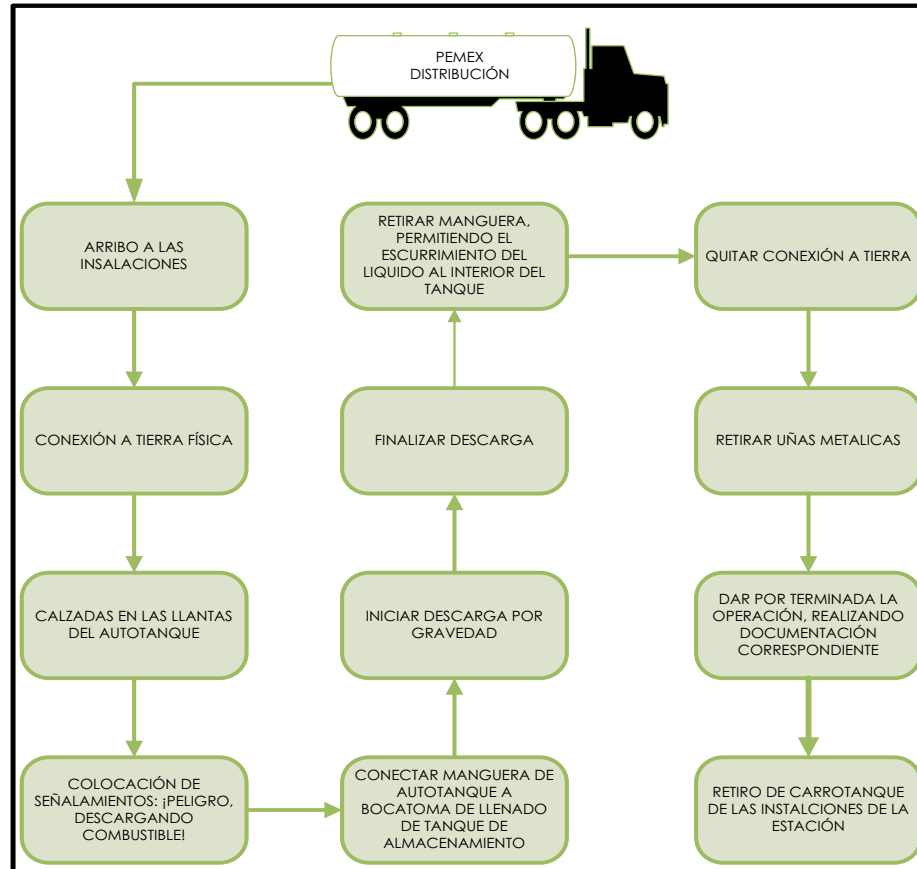 PEMEX
DISTRIBUCIÓN
ARRIBO A LAS
INSALACIONES
CONEXIÓN A TIERRA FÍSICA
CALZADAS EN LAS LLANTAS
DEL AUTOTANQUE
COLOCACIÓN DE
SEÑALAMIENTOS: ¡PELIGRO,
DESCARGANDO
COMBUSTIBLE!
CONECTAR MANGUERA DE
AUTOTANQUE A
BOCATOMA DE LLENADO
DE TANQUE DE
ALMACENAMIENTO
INICIAR DESCARGA POR
GRAVEDAD
FINALIZAR DESCARGA
RETIRAR MANGUERA,
PERMITIENDO EL
ESCURRIMIENTO DEL
LIQUIDO AL INTERIOR DEL
TANQUE
QUITAR CONEXIÓN A TIERRA
RETIRAR UÑAS METALICAS
DAR POR TERMINADA LA
OPERACIÓN, REALIZANDO
DOCUMENTACIÓN
CORRESPONDIENTE
RETIRO DE CARROTANQUE
DE LAS INSTALCIONES DE LA
ESTACIÓN